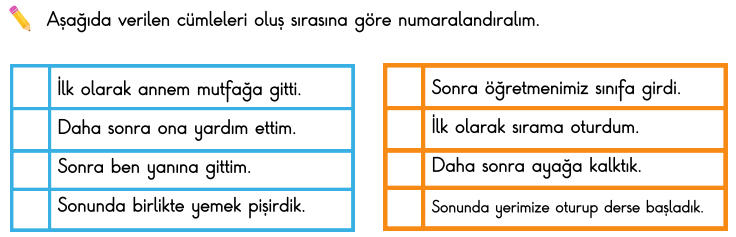 Aşağıda verilen cümleleri oluş sırasına göre numaralandıralım.
İlk olarak annem mutfağa gitti.
Daha sonra ona yardım ettim.
Sonra ben yanına gittim.
Sonunda birlikte yemek pişirdik.
Sonra öğretmenimiz sınıfa girdi.
İlk olarak sırama oturdum.
Daha sonra ayağa kalktık.
Sonunda yerimize oturup derse başladık.